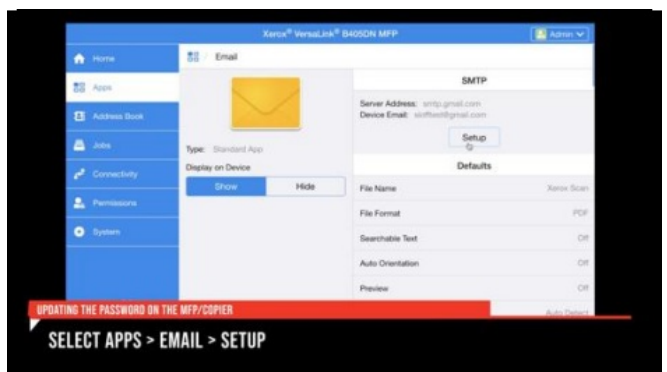 Xerox® VersaLink® B405DN MFP
Admin
Home
Email
Apps
SMTP
Address Book
Server Address: smtp.gmail.com
Jobs
Setup
Type: Standard App
Connectivity
Display on Device
Defaults
Show Hide
File Name Xerox Scan
Permissions
File Format PDF
System
Searchable Text Off
Auto Orientation Off
Preview Off
Auto Detect
UPDATING THE PASSWORD ON THE MFP/COPIER
SELECT APPS > EMAIL > SETUP